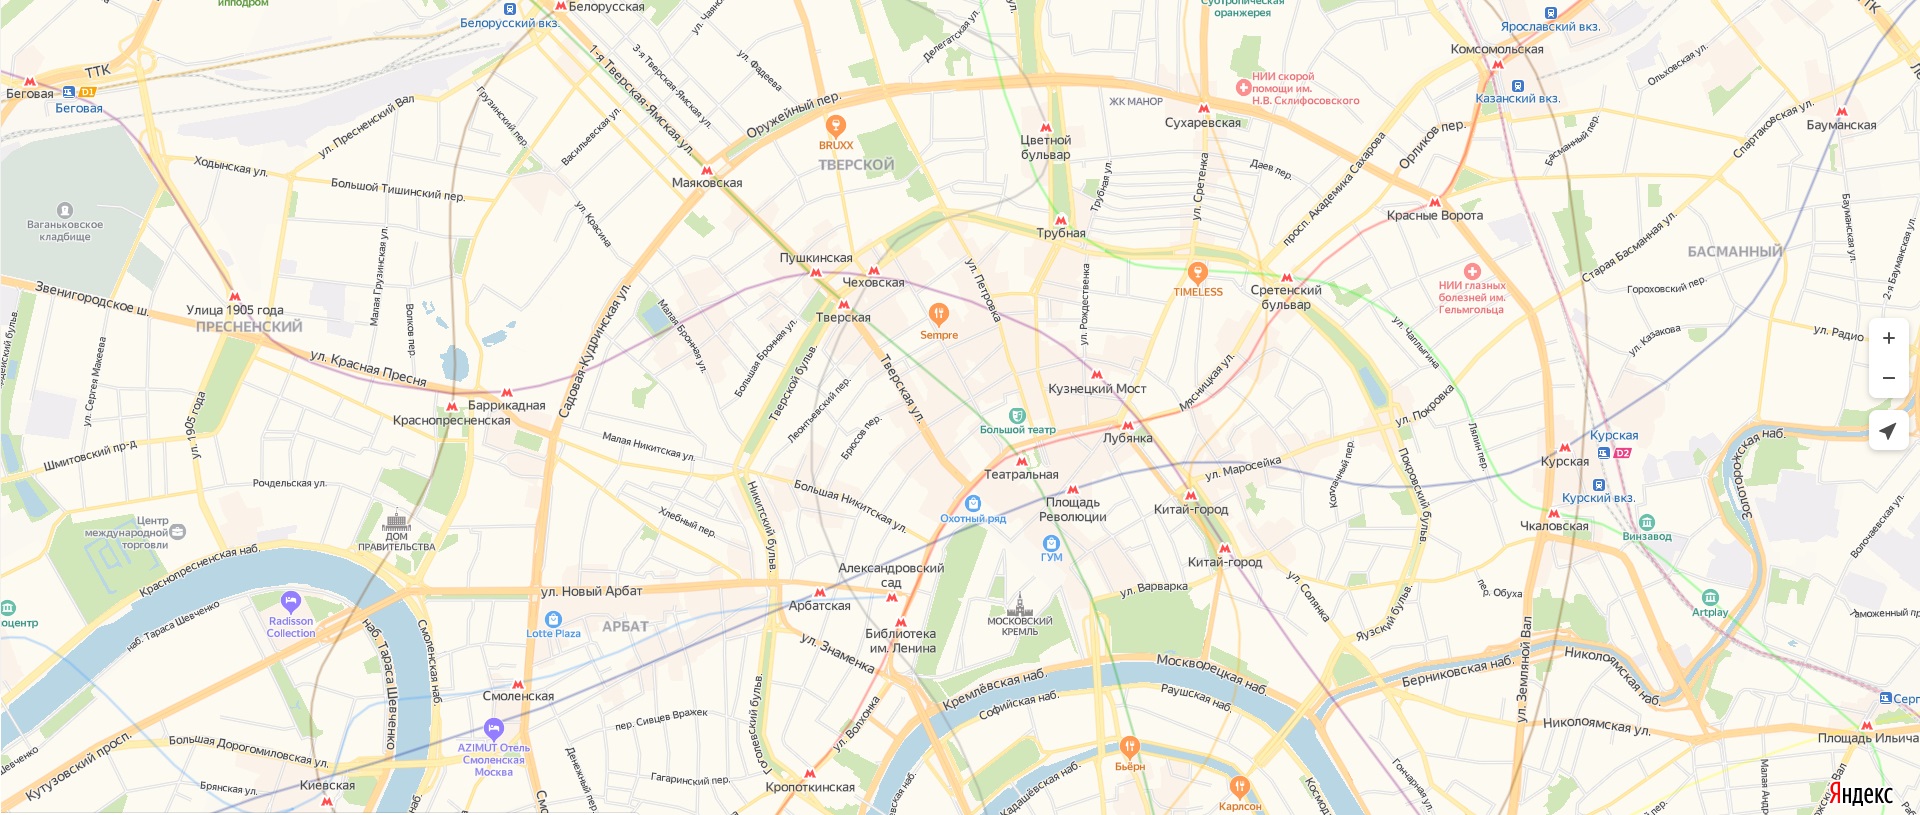 ипподром
Белорусский вкз.
Белорусская
ул. Чаянова
Делегатская ул.
Субтропическая
оранжерея
Ярославский вкз.
ТТК
Комсомольская
1-я Тверская-Ямская ул.
3-я Тверская-Ямская ул.
ул. Фадеева
ТТК
Беговая
D1
Беговая
Казанский вкз.
Ольховская ул.
НИИ скорой
помощи им.
Н.В. Склифосовского
ЖК МАНОР
Сухаревская
Грузинский пер.
Васильевская ул.
ул. Пресненский Вал
Оружейный пер.
BRUXX
ТВЕРСКОЙ
Цветной
бульвар
Орликов пер.
Басманный пер.
Спартаковская ул.
Бауманская
Ходынская ул.
Большой Тишинский пер.
Маяковская
Трубная ул.
ул. Сретенка
Даев пер.
просп. Академика Сахарова
Красные Ворота
Бауманская ул.
2-я Бауманская ул.
Ваганьковское
кладбище
ул. Красина
Малая Грузинская ул.
Трубная
Старая Басманная ул.
БАСМАННЫЙ
Пушкинская
Чеховская
ул. Петровка
ул. Рождественка
TIMELESS
Сретенский
бульвар
НИИ глазных
болезней им.
Гельмгольца
Гороховский пер.
Звенигородское ш.
Улица 1905 года
ПРЕСНЕНСКИЙ
Волков пер.
Садовая-Кудринская ул.
Малая Бронная ул.
Большая Бронная ул.
Тверская
Sempre
ул. Чаплыгина
ул. Казакова
ул. Радио
ул. Сергея Макеева
ул. Красная Пресня
Тверской бульв.
Леонтьевский пер.
Тверская ул.
Кузнецкий Мост
Мясницкая ул.
ул. Покровка
Баррикадная
Краснопресненская
ул. 1905 года
Брюсов пер.
Большой театр
Лубянка
Лялин пер.
Курская
D2
Золоторожская наб.
Шмитовский пр-д
Малая Никитская ул.
Театральная
ул. Маросейка
Колпачный пер.
Покровский бульв.
Курская
Курский вкз.
Рочдельская ул.
Никитский бульв.
Большая Никитская ул.
Площадь
Революции
Китай-город
Чкаловская
Винзавод
Волочаевская ул.
Хлебный пер.
Охотный ряд
Центр
международной
торговли
ДОМ
ПРАВИТЕЛЬСТВА
ГУМ
Китай-город
Краснопресненская наб.
Александровский
сад
ул. Варварка
ул. Солянка
пер. Обуха
ул. Новый Арбат
Арбатская
Artplay
Radisson
Collection
наб. Тараса Шевченко
наб. Тараса Шевченко
Смоленская наб.
Lotte Plaza
АРБАТ
Библиотека
им. Ленина
МОСКОВСКИЙ
КРЕМЛЬ
Яузский бульв.
ул. Знаменка
Москворецкая наб.
Кремлёвская наб.
Берниковская наб.
ул. Земляной Вал
Николоямская наб.
Смоленская
Софийская наб.
Раушская наб.
Гоголевский бульв.
пер. Сивцев Вражек
ул. Волхонка
Николоямская ул.
Площадь Ильича
AZIMUT Отель
Смоленская
Москва
Большая Дорогомиловская ул.
Кутузовский просп.
Денежный пер.
Бьёрн
Гагаринский пер.
Кропоткинская
Кадашёвская наб.
Карлсон
Гончарная ул.
Брянская ул.
Киевская
Яндекс